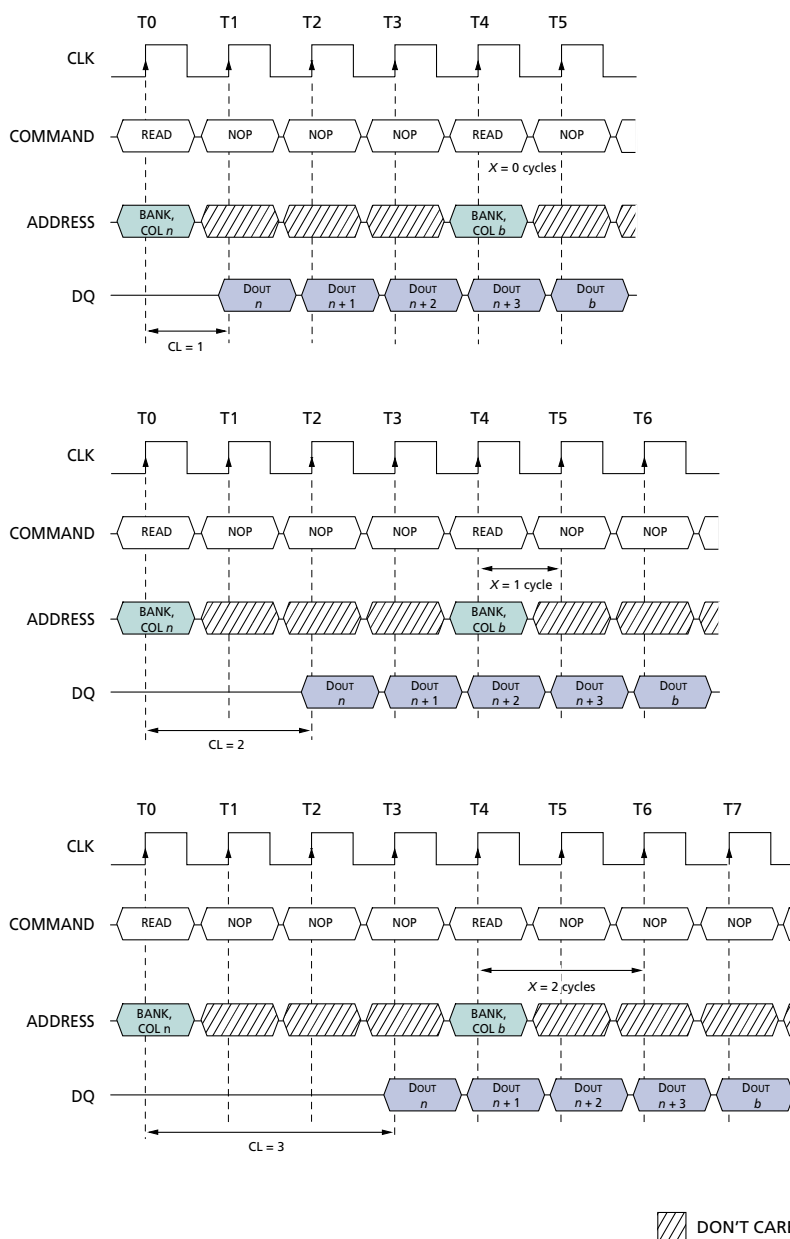 T0 T1 T2 T3 T4 T5
CLK
COMMAND READ NOP NOP NOP READ NOP
X = 0 cycles
ADDRESS BANK, COL n BANK, COL b
DQ DOUT n DOUT n + 1 DOUT n + 2 DOUT n + 3 DOUT b
CL = 1
T0 T1 T2 T3 T4 T5 T6
CLK
COMMAND READ NOP NOP NOP READ NOP NOP
X = 1 cycle
ADDRESS BANK, COL n BANK, COL b
DQ DOUT n DOUT n + 1 DOUT n + 2 DOUT n + 3 DOUT b
CL = 2
T0 T1 T2 T3 T4 T5 T6 T7
CLK
COMMAND READ NOP NOP NOP READ NOP NOP NOP
X = 2 cycles
ADDRESS BANK, COL n BANK, COL b
DQ DOUT n DOUT n + 1 DOUT n + 2 DOUT n + 3 DOUT b
CL = 3
DON'T CARE